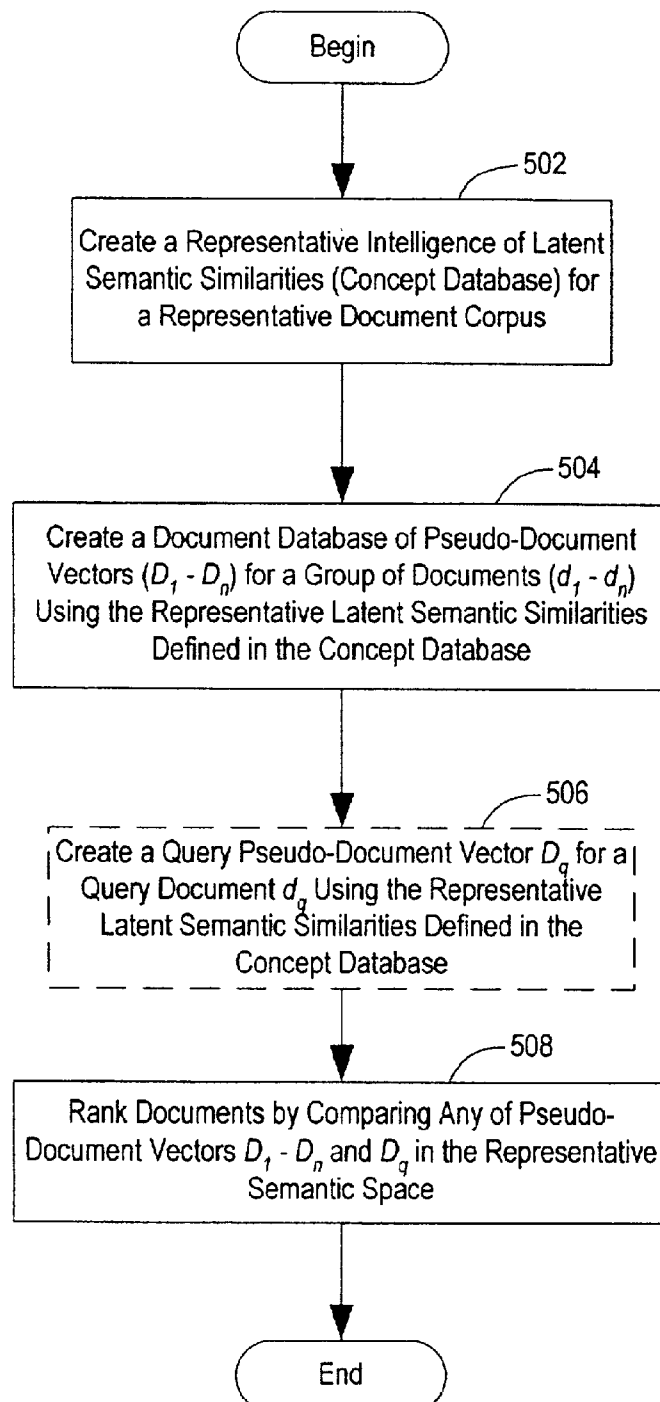 Begin
502
Create a Representative Intelligence of Latent
Semantic Similarities (Concept Database) for
a Representative Document Corpus
504
Create a Document Database of Pseudo-Document
Vectors (D1 - Dn) for a Group of Documents (d1 - dn)
Using the Representative Latent Semantic Similarities
Defined in the Concept Database
506
Create a Query Pseudo-Document Vector Dq for a
Query Document dq Using the Representative
Latent Semantic Similarities Defined in the
Concept Database
508
Rank Documents by Comparing Any of Pseudo-
Document Vectors D1 - Dn and Dq in the Representative
Semantic Space
End